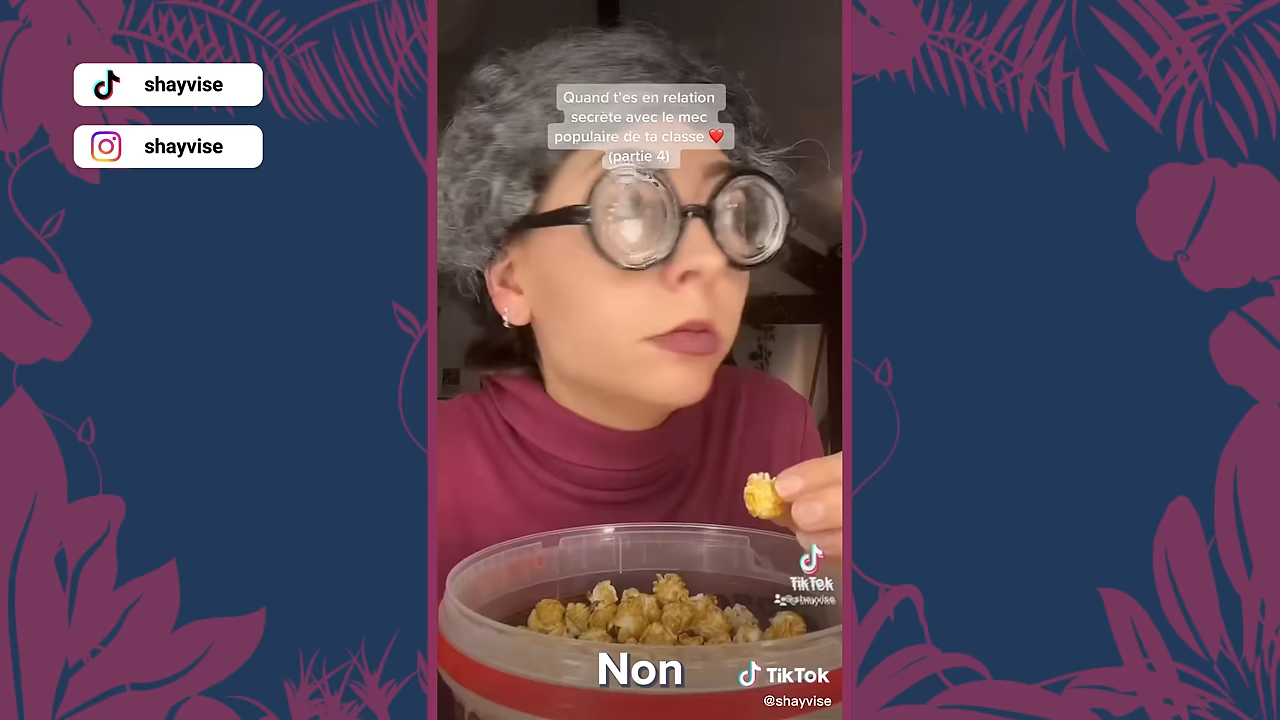 shayvise
shayvise
Quand t'es en relation
secrète avec le mec
populaire de ta classe ❤️
(partie 4)
TikTok
@shayvise
Non
TikTok
@shayvise